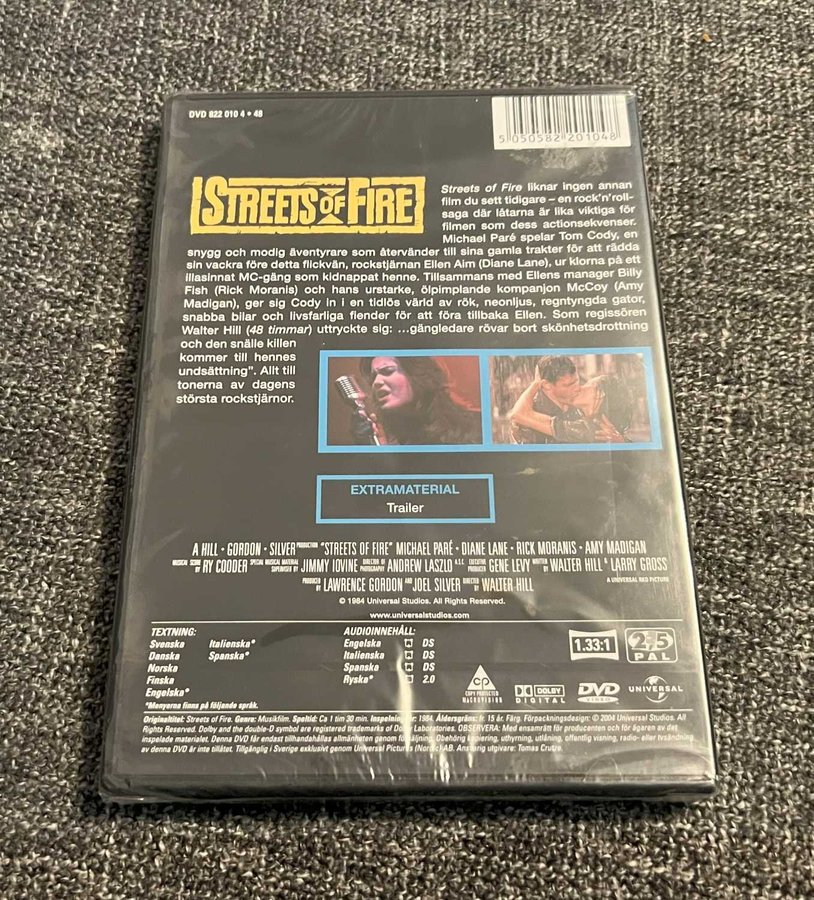 DVD 822 010 4 • 48
5 050582 201048
STREETS OF FIRE
Streets of Fire liknar ingen annan
film du sett tidigare – en rock'n'roll-
saga där låtarna är lika viktiga för
filmen som dess actionsekvenser.
Michael Paré spelar Tom Cody, en
snygg och modig äventyrare som återvänder till sina gamla trakter för att rädda
sin vackra före detta flickvän, rockstjärnan Ellen Aim (Diane Lane), ur klorna på ett
illasinnat MC-gäng som kidnappat henne. Tillsammans med Ellens manager Billy
Fish (Rick Moranis) och hans urstarke, ölpimplande kompanjon McCoy (Amy
Madigan), ger sig Cody in i en tidlös värld av rök, neonljus, regntyngda gator,
snabba bilar och livsfarliga fiender för att föra tillbaka Ellen. Som regissören
Walter Hill (48 timmar) uttryckte sig: ...gängledare rövar bort skönhetsdrottning
och den snälle killen
kommer till hennes
undsättning". Allt till
tonerna av dagens
största rockstjärnor.
EXTRAMATERIAL
Trailer
A HILL • GORDON • SILVER PRODUCTION "STREETS OF FIRE" MICHAEL PARÉ • DIANE LANE • RICK MORANIS • AMY MADIGAN
MUSICAL SCORE BY RY COODER SPECIAL MUSICAL MATERIAL SUPERVISED BY JIMMY IOVINE DIRECTOR OF PHOTOGRAPHY ANDREW LASZLO A.S.C. EXECUTIVE PRODUCER GENE LEVY WRITTEN BY WALTER HILL & LARRY GROSS
PRODUCED BY LAWRENCE GORDON AND JOEL SILVER DIRECTED BY WALTER HILL A UNIVERSAL RKO PICTURE
© 1984 Universal Studios. All Rights Reserved.
www.universalstudios.com
TEXTNING:
Svenska Italienska*
Danska Spanska*
Norska
Finska
Engelska*
*Menyerna finns på följande språk.
AUDIOINNEHÅLL:
Engelska DS
Italienska DS
Spanska DS
Ryska* 2.0
CP
COPY PROTECTED
MACROVISION
1.33:1
2 5
PAL
DOLBY
DIGITAL
DVD
VIDEO
UNIVERSAL
Originaltitel: Streets of Fire. Genre: Musikfilm. Speltid: Ca 1 tim 30 min. Inspelningsår: 1984. Åldersgräns: fr. 15 år. Färg. Förpackningsdesign: © 2004 Universal Studios. All Rights
Reserved. Dolby and the double-D symbol are registered trademarks of Dolby Laboratories. OBSERVERA: Med ensamrätt för producenten och för ägaren av det
inspelade materialet. Denna DVD får endast tillhandahållas allmänheten genom försäljning. Obehörig kopiering, uthyrning, utlåning, offentlig visning, radio- eller tv-sändning
av denna DVD är inte tillåtet. Tillgänglig i Sverige exklusivt genom Universal Pictures (Nordic) AB. Ansvarig utgivare: Tomas Crutze.